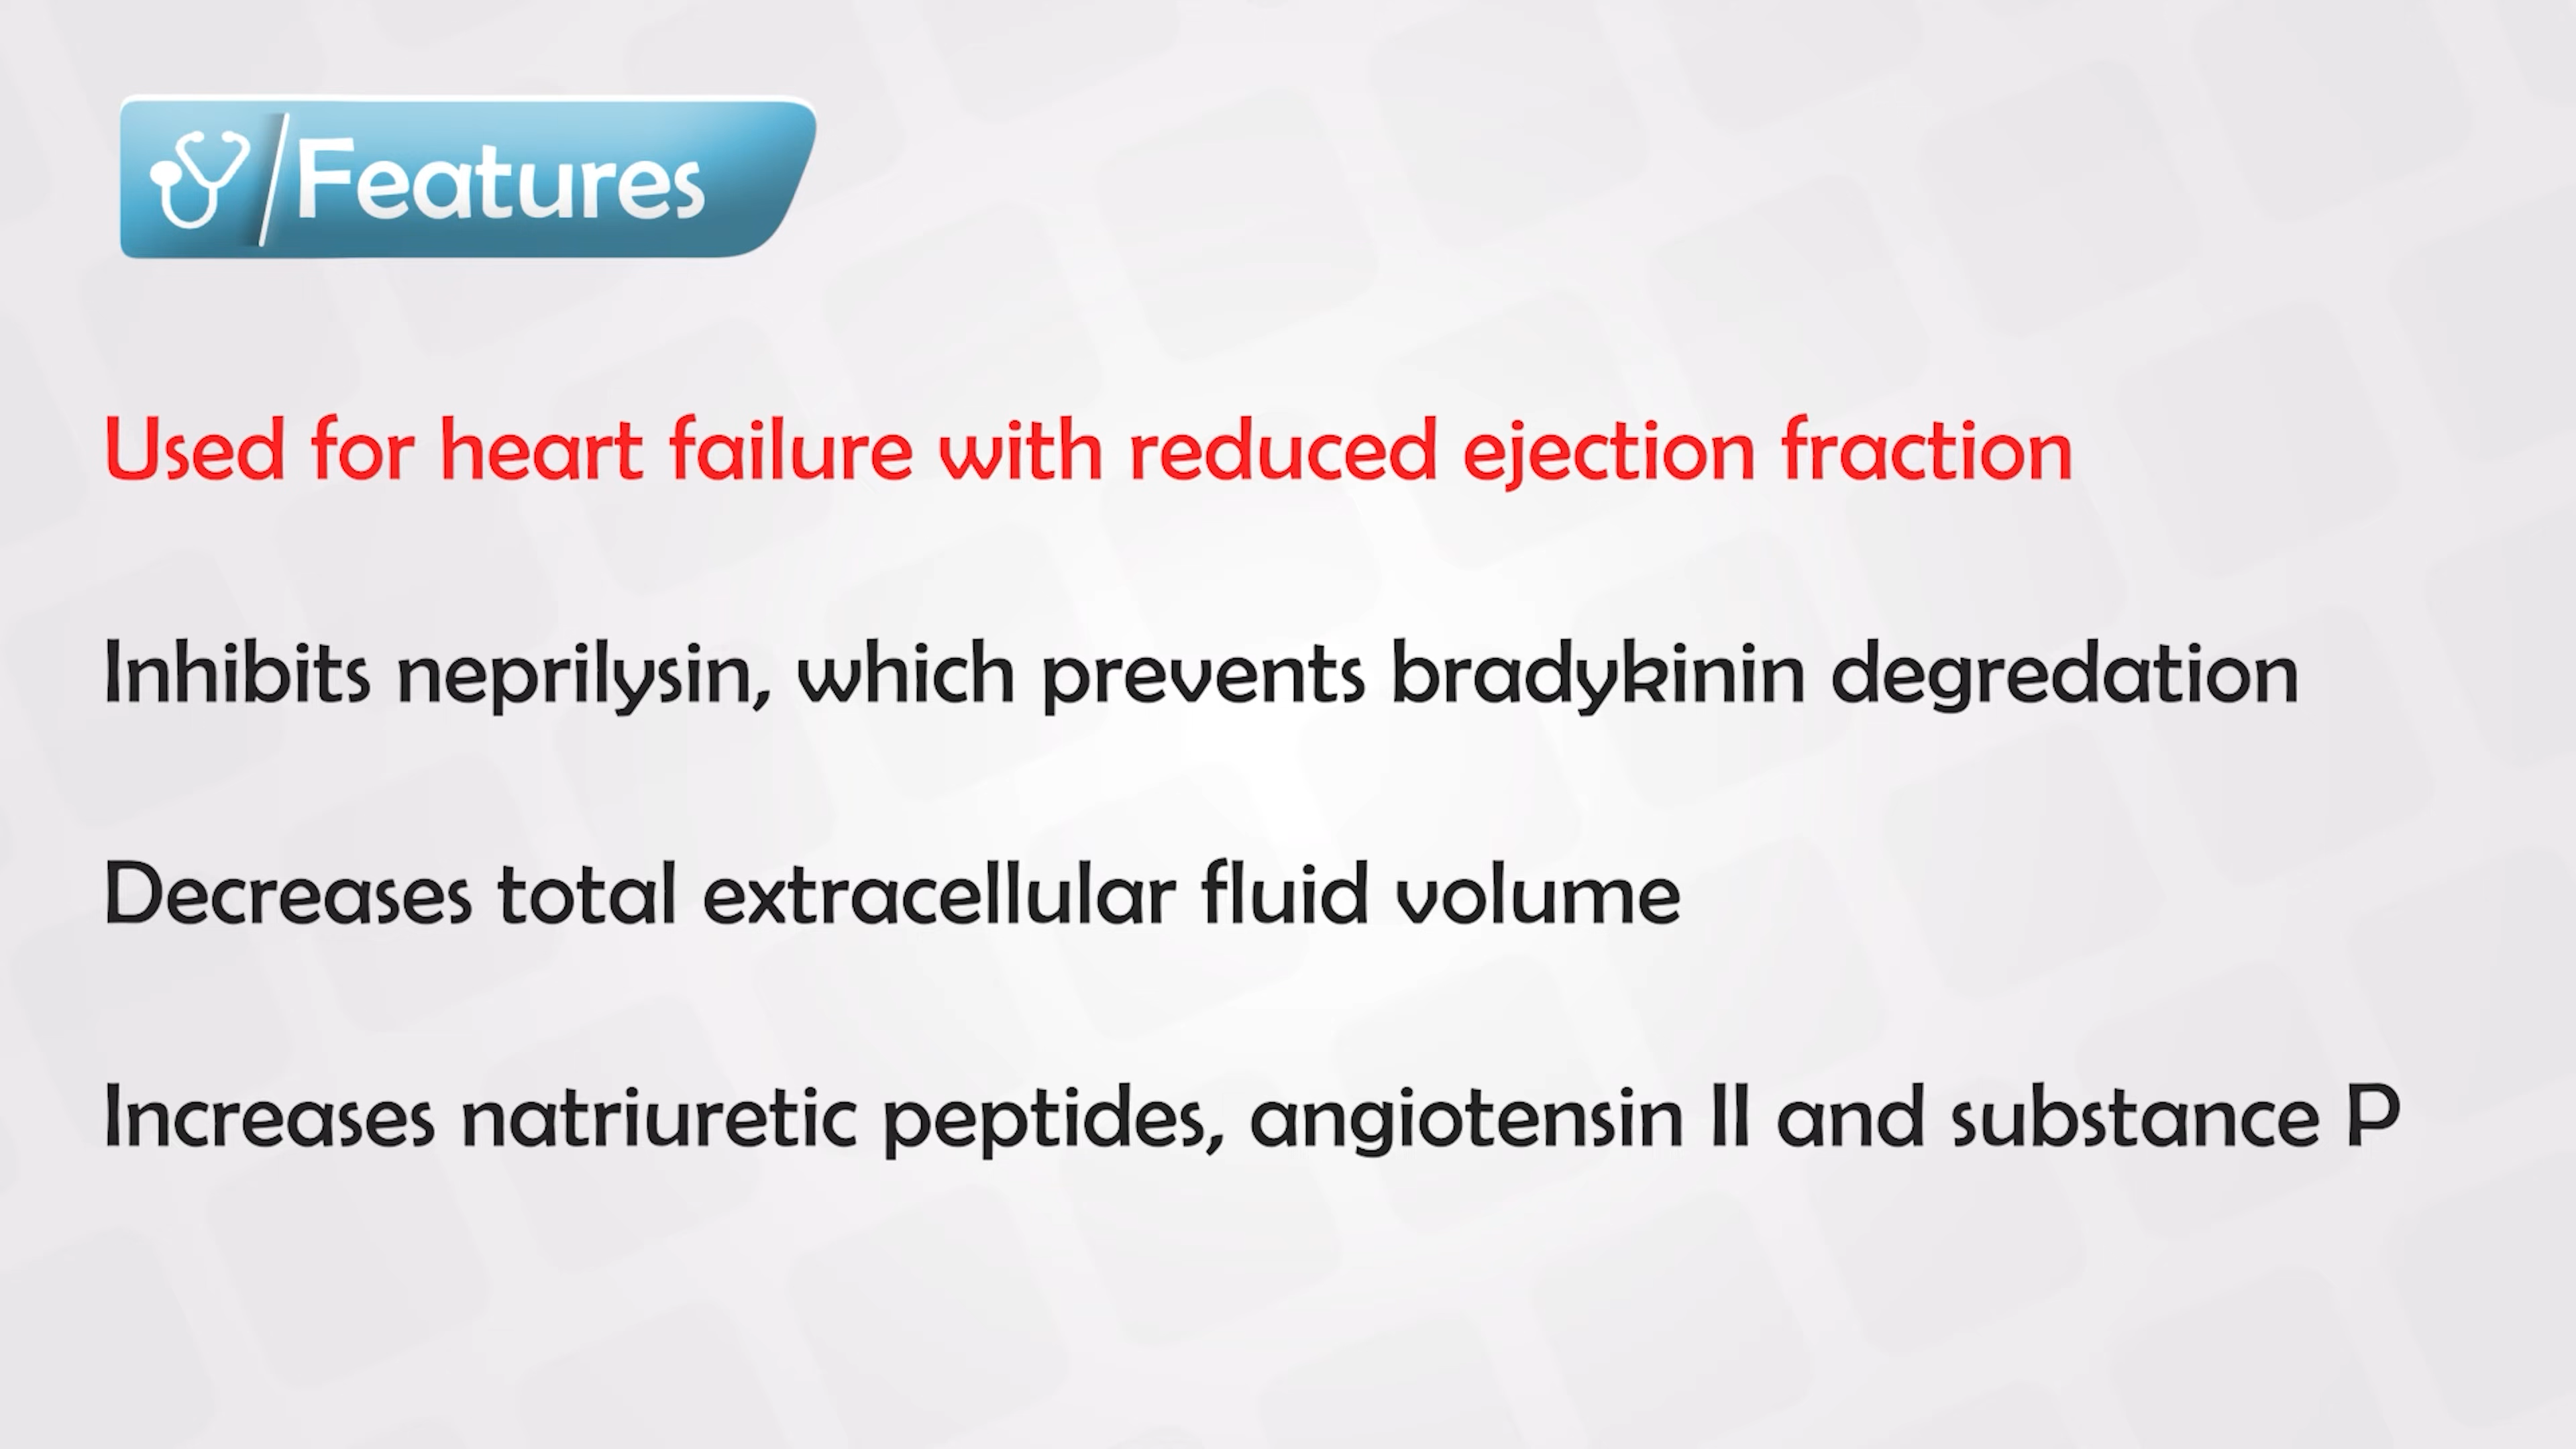 Features
Used for heart failure with reduced ejection fraction
Inhibits neprilysin, which prevents bradykinin degredation
Decreases total extracellular fluid volume
Increases natriuretic peptides, angiotensin II and substance P